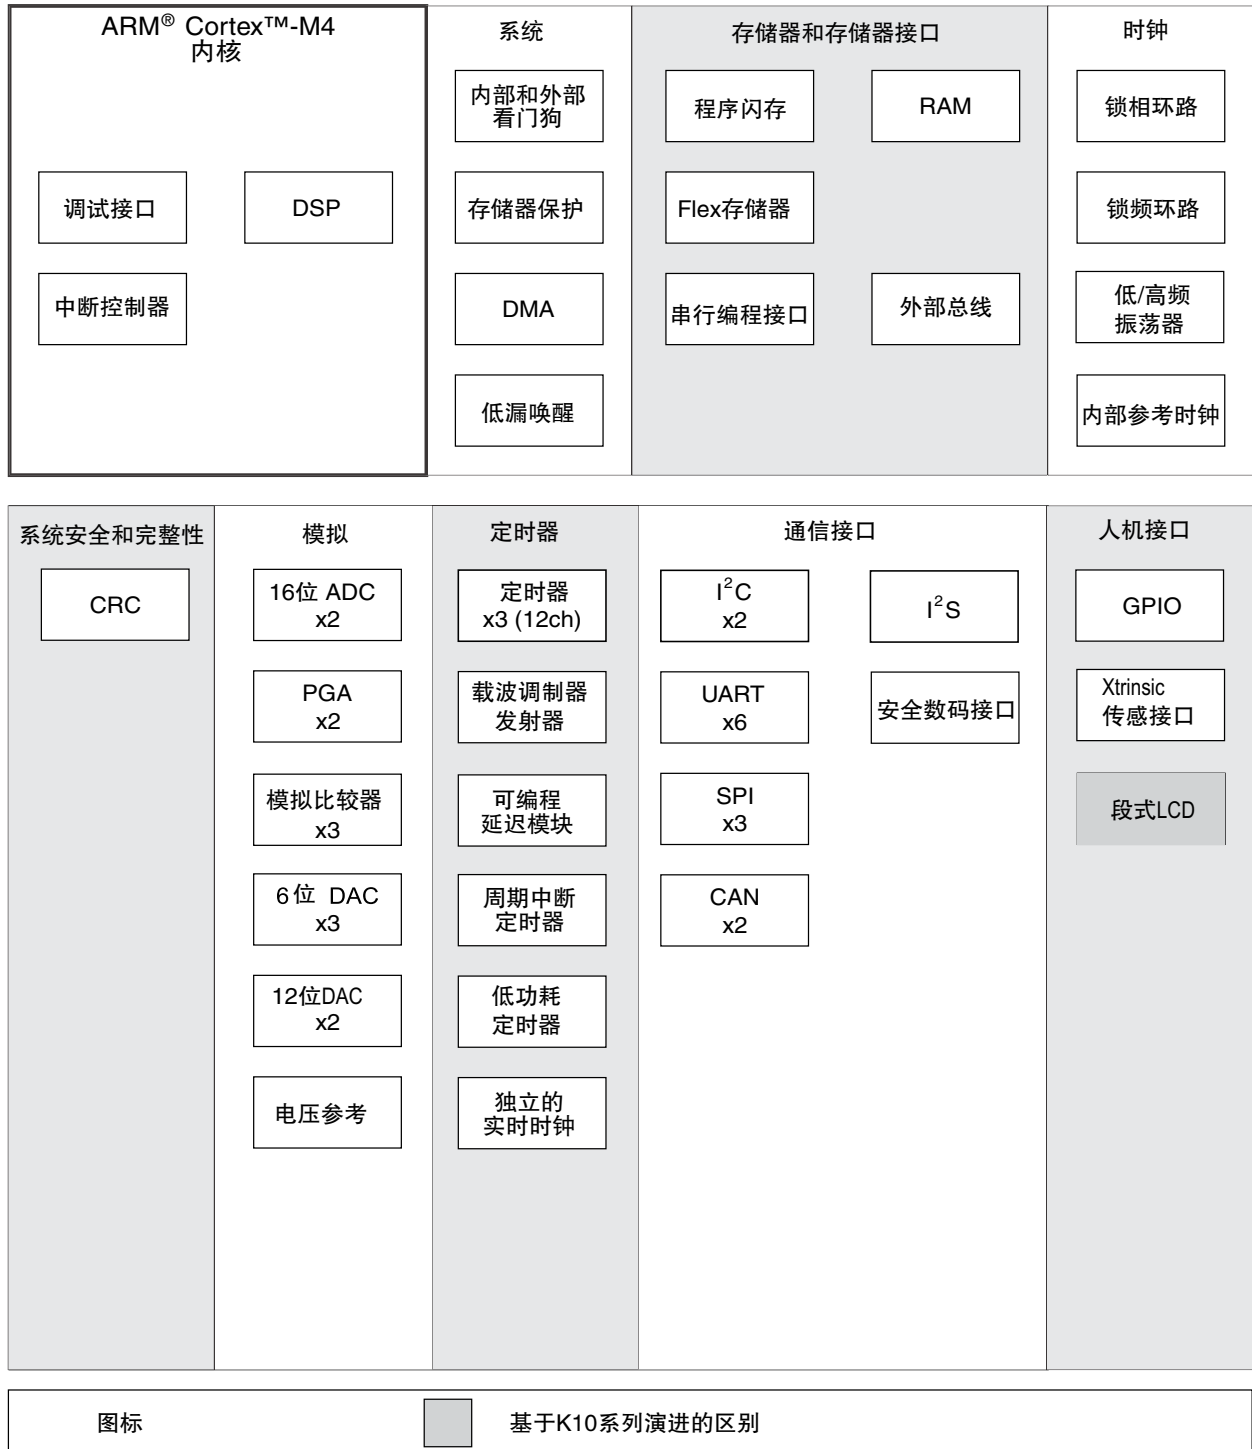 ARM® Cortex™-M4
内核
调试接口
DSP
中断控制器
系统
内部和外部
看门狗
存储器保护
DMA
低漏唤醒
存储器和存储器接口
程序闪存
RAM
Flex存储器
串行编程接口
外部总线
时钟
锁相环路
锁频环路
低/高频
振荡器
内部参考时钟
系统安全和完整性
CRC
模拟
16位 ADC
x2
PGA
x2
模拟比较器
x3
6位 DAC
x3
12位DAC
x2
电压参考
定时器
定时器
x3 (12ch)
载波调制器
发射器
可编程
延迟模块
周期中断
定时器
低功耗
定时器
独立的
实时时钟
通信接口
I²C
x2
I²S
UART
x6
安全数码接口
SPI
x3
CAN
x2
人机接口
GPIO
Xtrinsic
传感接口
段式LCD
图标
基于K10系列演进的区别